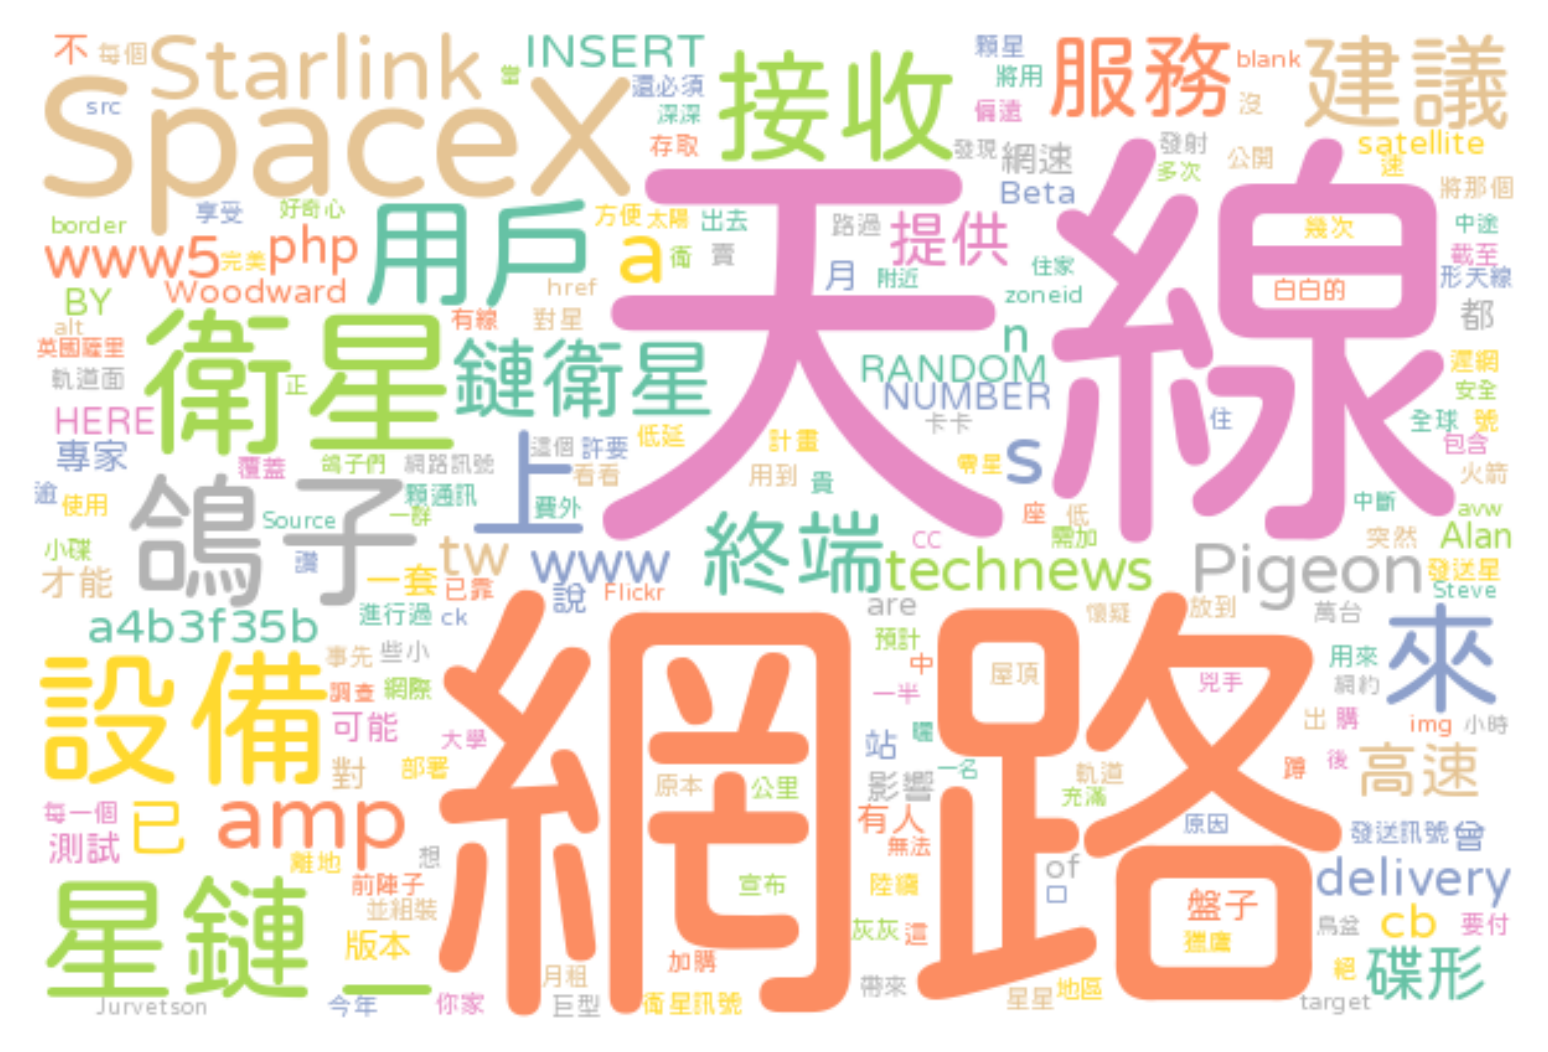 不 每個 Starlink INSERT 顆星 服務 blank 建議
src SpaceX 當 還必須 接收 將用 沒
深深 偏遠 satellite
存取 發現 網速 發射 公開 速
Beta 多次 將那個
border 享受 好奇心 用戶 方便 太陽 出去 天線 路過 提供 幾次 中途
www5 完美 php a 衛 賣 月 附近 住家 截至
BY Woodward href zoneid 白白的 形天線
alt 有線 對星 n 都
英國薩里 衛星 鏈衛星 RANDOM 遲網
軌道面 正 NUMBER 安全
HERE 卡卡 住 全球 號
專家 覆蓋 鴿子們 網路訊號 上 這個 許要 低延 計畫 s 包含
看看 用到 貴 零星 火箭
逾 使用 鴿子 顆通訊 費外 座 低 中斷 avw
Source 一群 終端 cc 需加 突然 Alan
小碟 讚 tw www technews Pigeon 發送星
才能 一套 已靠 說 Flickr are 懷疑 放到 Steve
a4b3f35b 進行過 ck 網路 萬台 來
設備 事先 些小 預計 中 屋頂 用來
調查 網際 一半 兇手 網約
可能 大學 站 曬 出 購 img 小時
對 部署 原本 公里 影響 一名 軌道 蹲 後 高速
每一個 已 amp 有人 充滿 原因 發送訊號 曾
測試 離地 想 無法 of
星鏈 一 前陣子 宣布 陸續 口 delivery
並組裝 盤子 cb 要付
版本 加購 灰灰 這 獵鷹 鳥盆
月租 帶來 絕 碟形
Jurvetson 今年 你家 巨型 衛星訊號 星星 地區 target